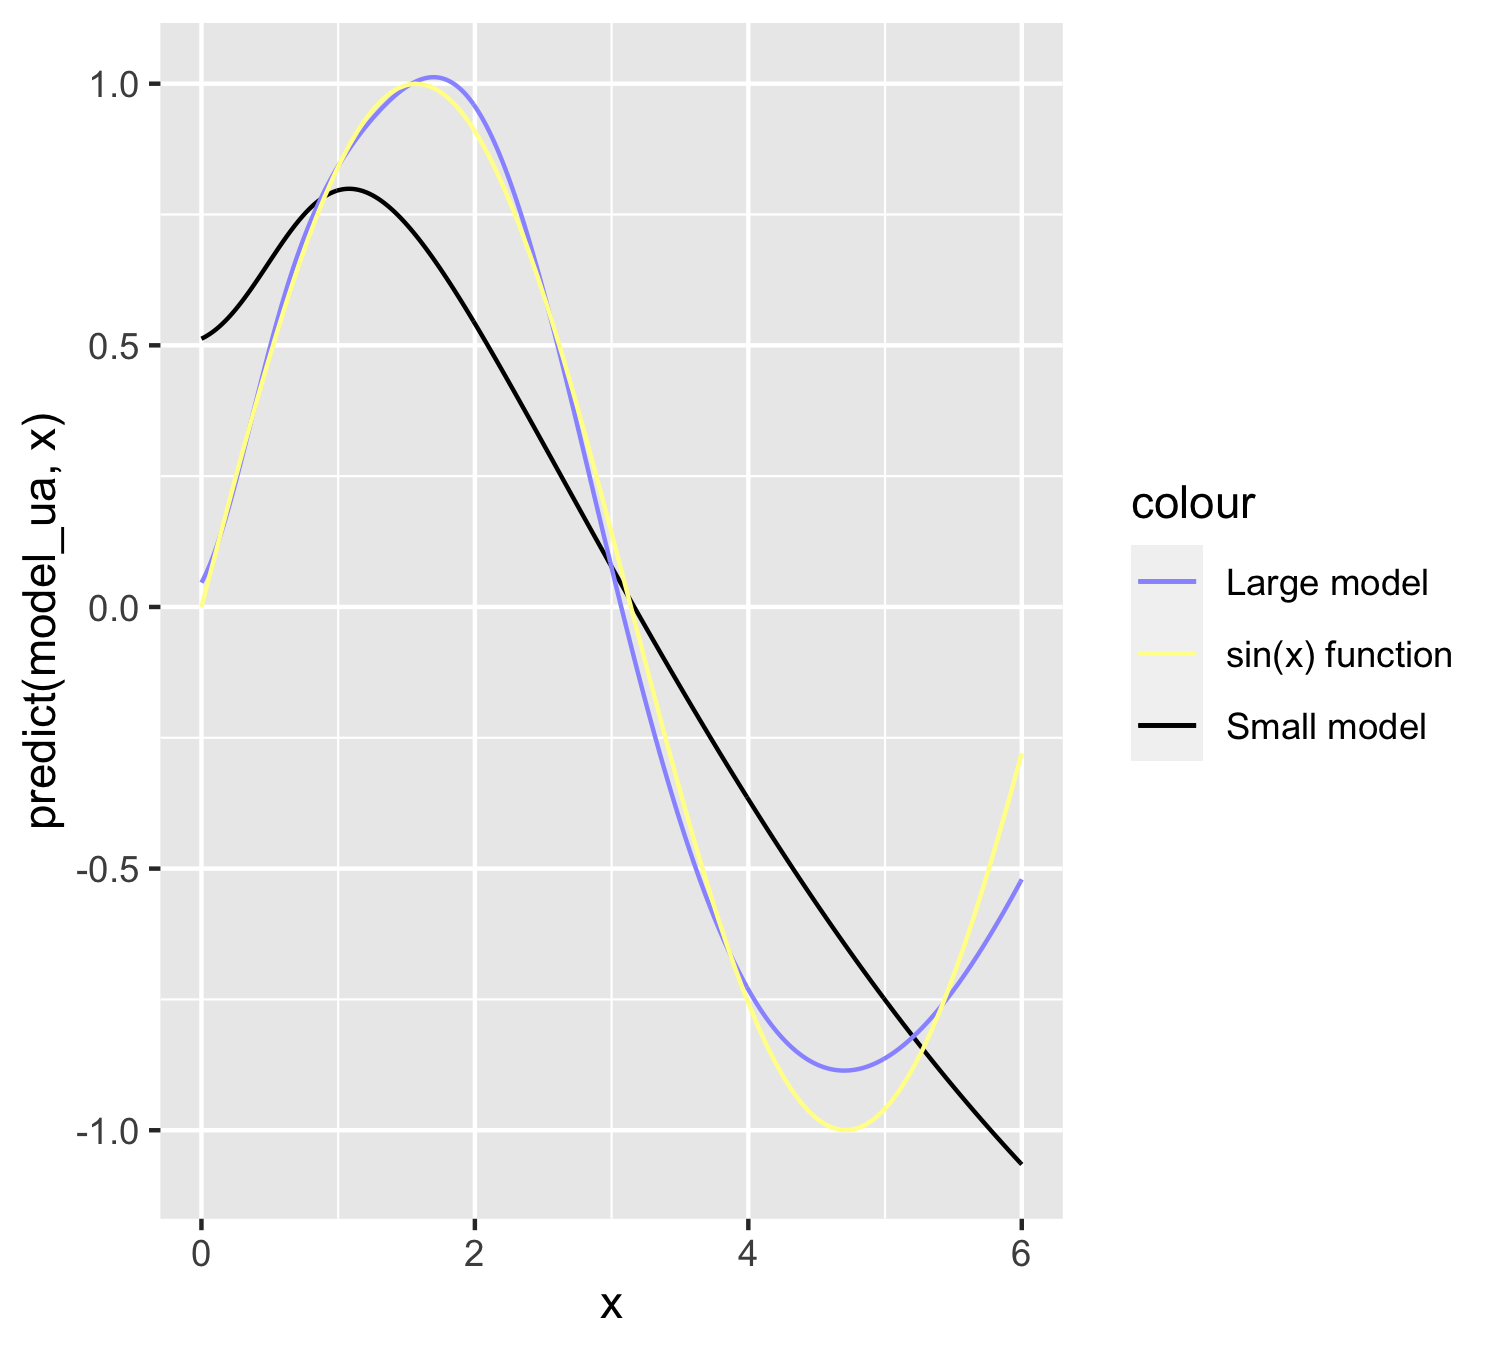 predict(model_ua, x)
1.0
0.5
0.0
-0.5
-1.0
0 2 4 6
x
colour
Large model
sin(x) function
Small model